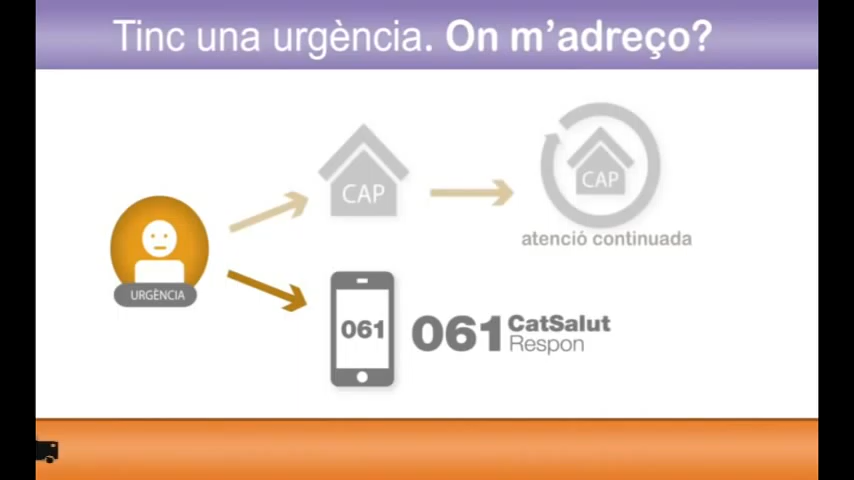 Tinc una urgència. On m'adreço?
CAP
CAP
atenció continuada
URGÈNCIA
061
061 CatSalut
Respon